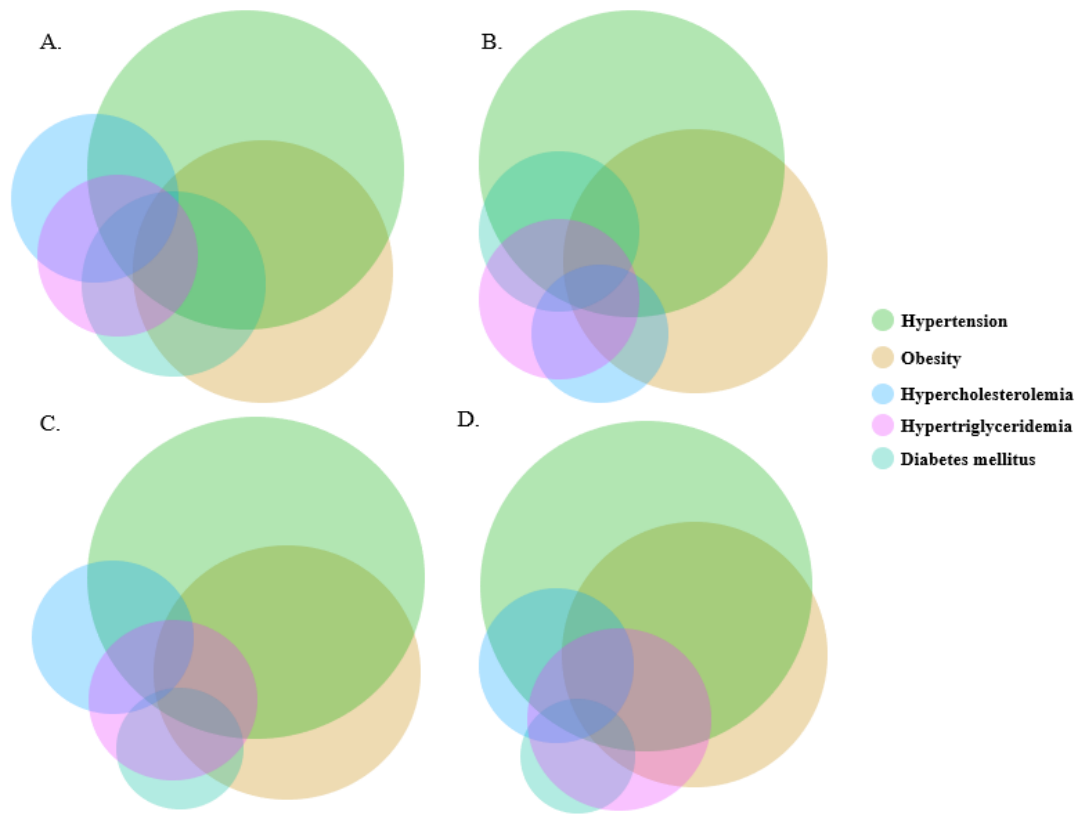 A.
B.
Hypertension
Obesity
Hypercholesterolemia
Hypertriglyceridemia
Diabetes mellitus
C.
D.